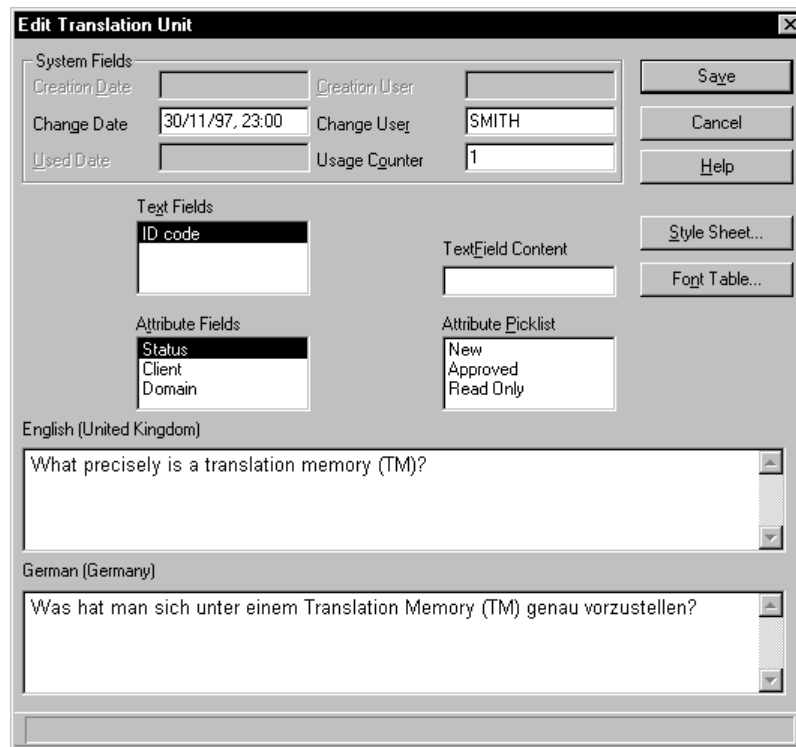 Edit Translation Unit
System Fields
Creation Date
Creation User
Save
Change Date
30/11/97, 23:00
Change User
SMITH
Cancel
Used Date
Usage Counter
1
Help
Text Fields
ID code
TextField Content
Style Sheet...
Font Table...
Attribute Fields
Attribute Picklist
Status
New
Client
Approved
Domain
Read Only
English (United Kingdom)
What precisely is a translation memory (TM)?
German (Germany)
Was hat man sich unter einem Translation Memory (TM) genau vorzustellen?